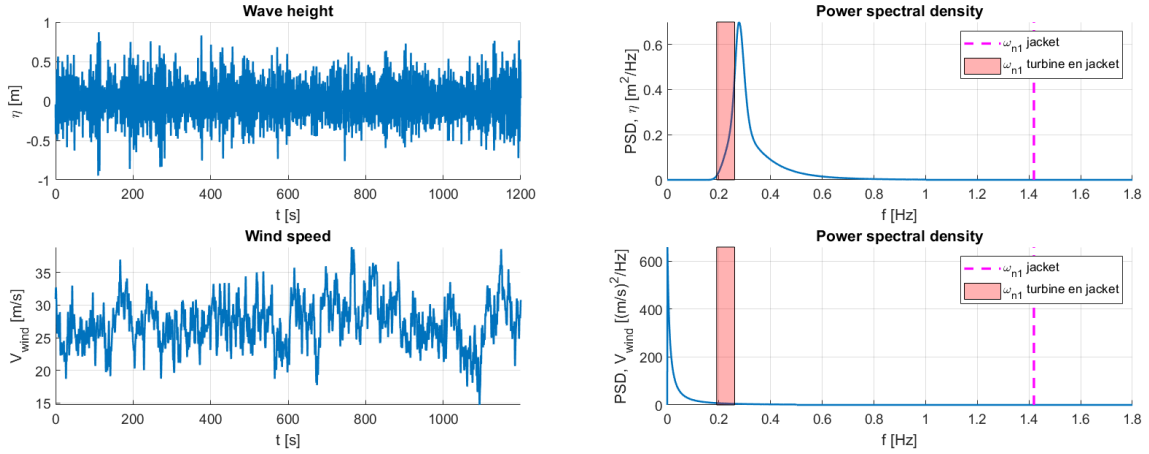 Wave height
1
0.5
0
-0.5
-1
η [m]
0 200 400 600 800 1000 1200
t [s]
Power spectral density
0.6
0.4
0.2
0
PSD, η [m²/Hz]
0 0.2 0.4 0.6 0.8 1 1.2 1.4 1.6 1.8
f [Hz]
ωn1 jacket
ωn1 turbine en jacket
Wind speed
35
30
25
20
15
Vwind [m/s]
0 200 400 600 800 1000
t [s]
Power spectral density
600
400
200
0
PSD, Vwind [(m/s)²/Hz]
0 0.2 0.4 0.6 0.8 1 1.2 1.4 1.6 1.8
f [Hz]
ωn1 jacket
ωn1 turbine en jacket